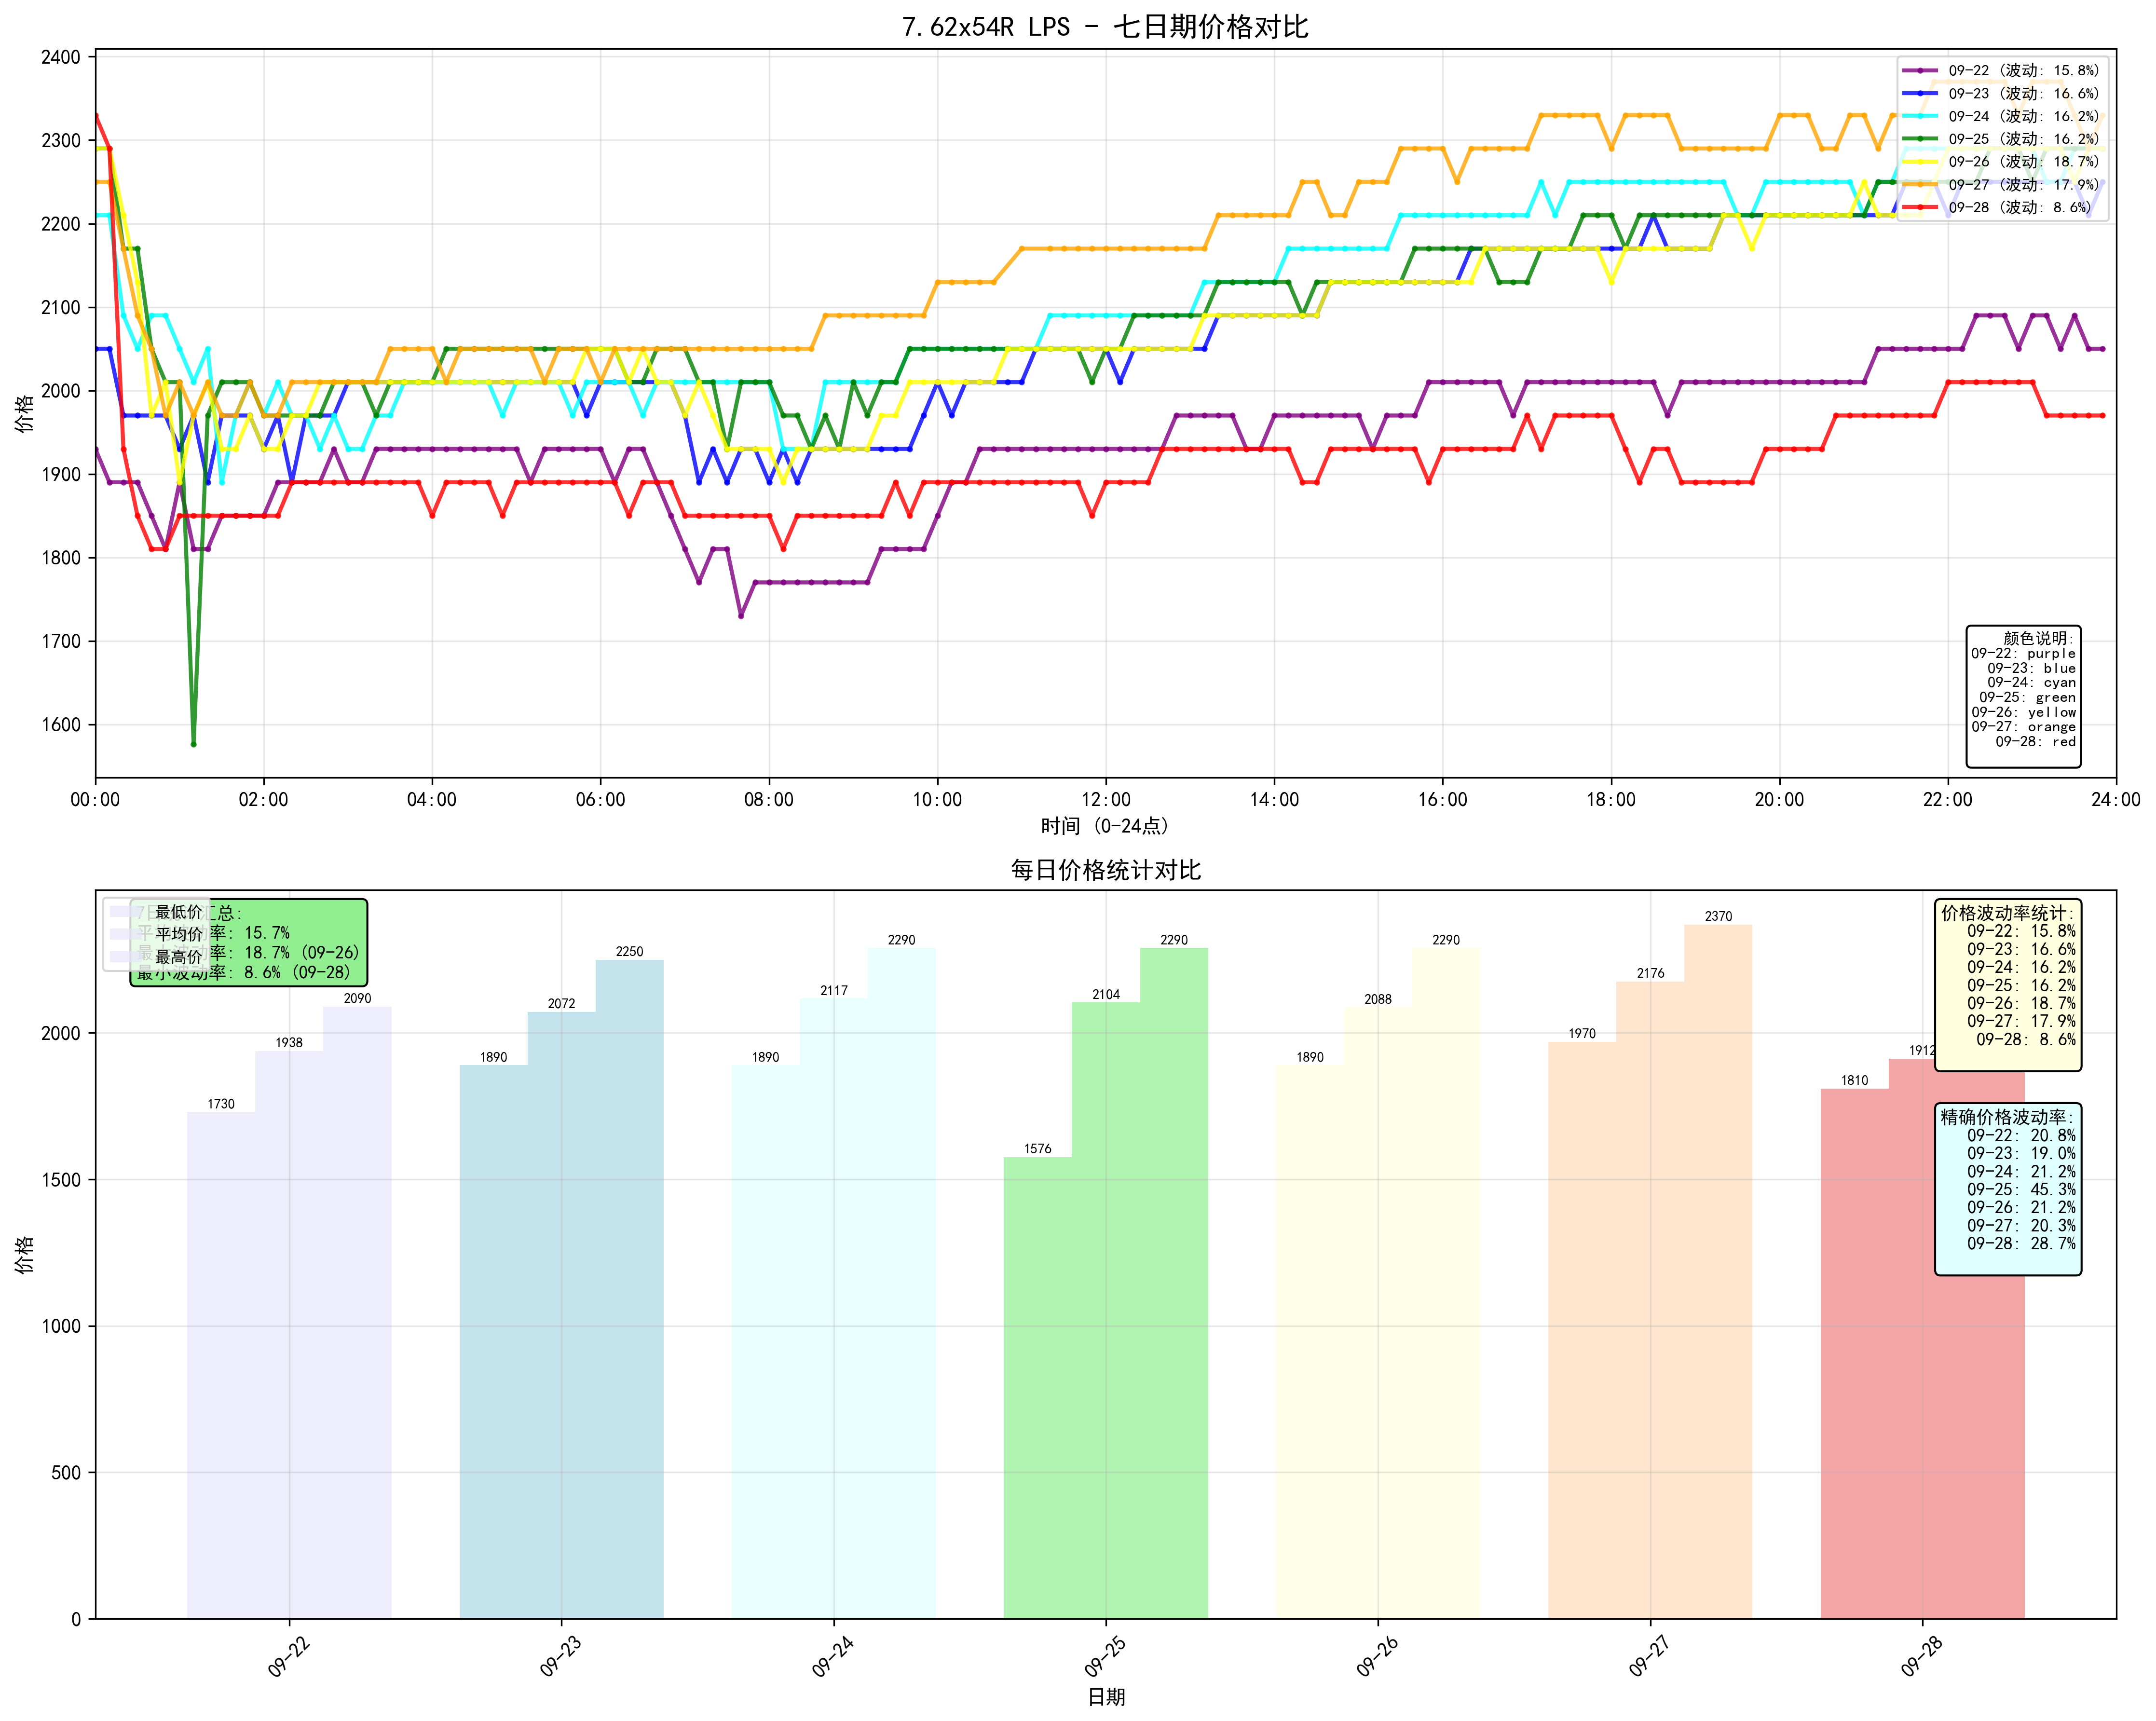 7.62x54R LPS - 七日期价格对比
2400
2300
2200
2100
2000
1900
1800
1700
1600
价格
09-22 (波动: 15.8%)
09-23 (波动: 16.6%)
09-24 (波动: 16.2%)
09-25 (波动: 16.2%)
09-26 (波动: 18.7%)
09-27 (波动: 17.9%)
09-28 (波动: 8.6%)
颜色说明:
09-22: purple
09-23: blue
09-24: cyan
09-25: green
09-26: yellow
09-27: orange
09-28: red
00:00 02:00 04:00 06:00 08:00 10:00 12:00 14:00 16:00 18:00 20:00 22:00 24:00
时间 (0-24点)
每日价格统计对比
最低价
平均价
最高价
7日 汇总:
率: 15.7%
18.7% (09-26)
最小波动率: 8.6% (09-28)
2000
1500
1000
500
0
价格
1730 1938 2090
1890 2072 2250
1890 2117 2290
1576 2104 2290
1890 2088 2290
1970 2176 2370
1810 1912
价格波动率统计:
09-22: 15.8%
09-23: 16.6%
09-24: 16.2%
09-25: 16.2%
09-26: 18.7%
09-27: 17.9%
09-28: 8.6%
精确价格波动率:
09-22: 20.8%
09-23: 19.0%
09-24: 21.2%
09-25: 45.3%
09-26: 21.2%
09-27: 20.3%
09-28: 28.7%
09-22 09-23 09-24 09-25 09-26 09-27 09-28
日期